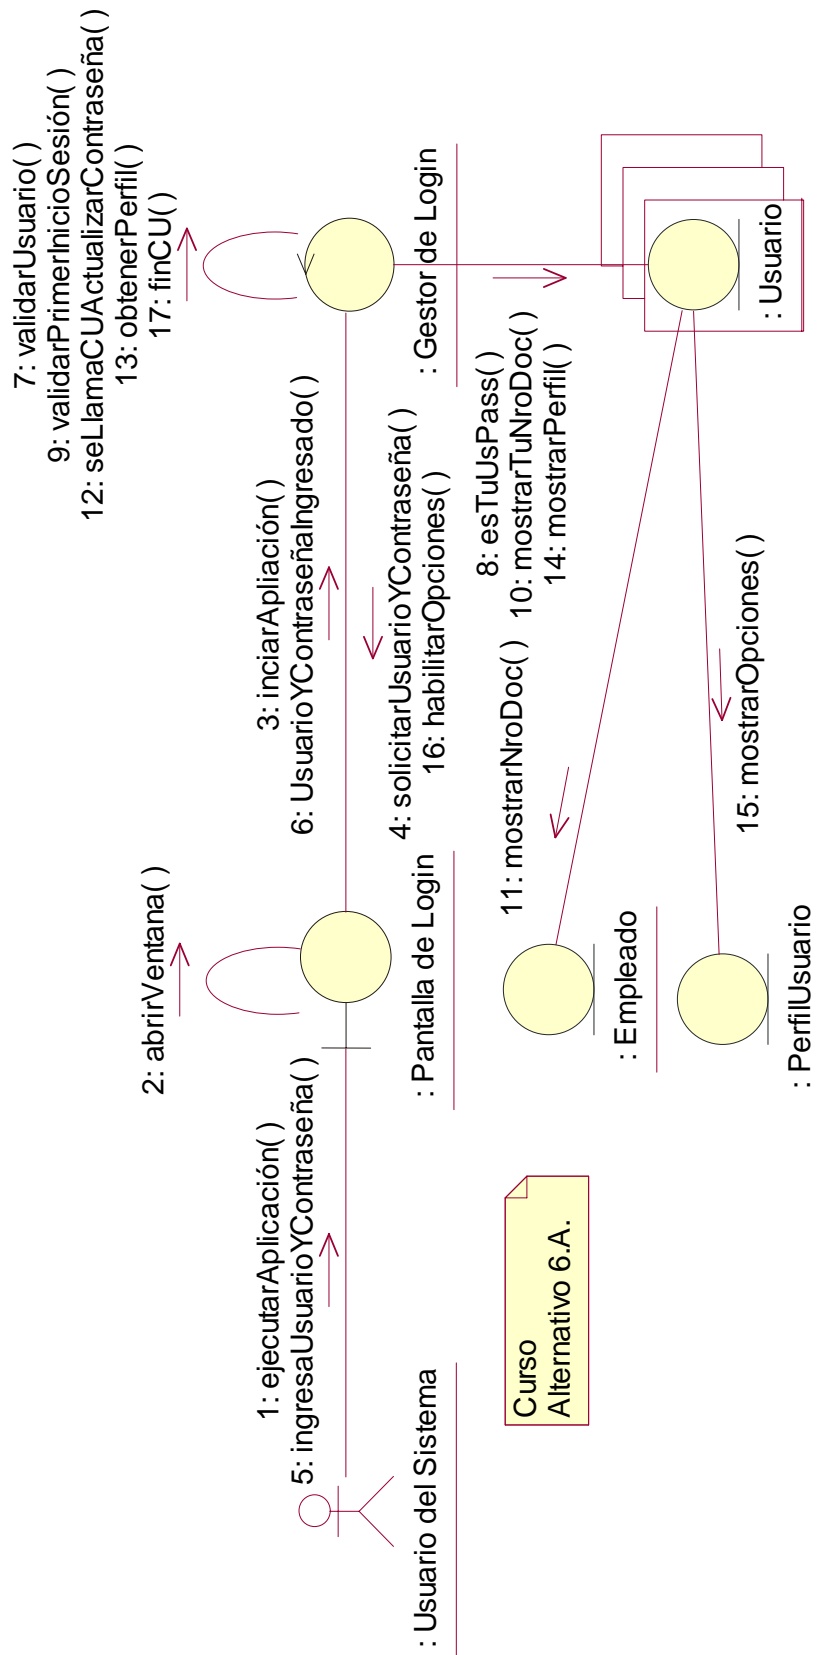 7: validarUsuario( )
9: validarPrimerInicioSesión( )
12: seLlamaCUActualizarContraseña( )
13: obtenerPerfil( )
17: finCU( )
2: abrirVentana( )
1: ejecutarAplicación( )
5: ingresaUsuarioYContraseña( )
3: inciarApliación( )
6: UsuarioYContraseñaIngresado( )
4: solicitarUsuarioYContraseña( )
16: habilitarOpciones( )
: Usuario del Sistema
: Pantalla de Login
: Gestor de Login
8: esTuUsPass( )
10: mostrarTuNroDoc( )
14: mostrarPerfil( )
11: mostrarNroDoc( )
Curso
Alternativo 6.A.
: Empleado
15: mostrarOpciones( )
: Usuario
: PerfilUsuario